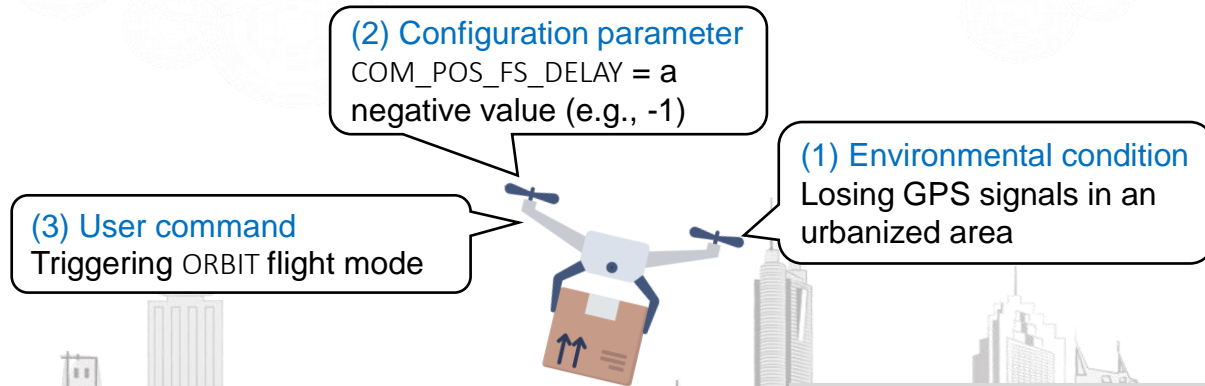 (2) Configuration parameter
COM_POS_FS_DELAY = a
negative value (e.g., -1)
(1) Environmental condition
Losing GPS signals in an
urbanized area
(3) User command
Triggering ORBIT flight mode